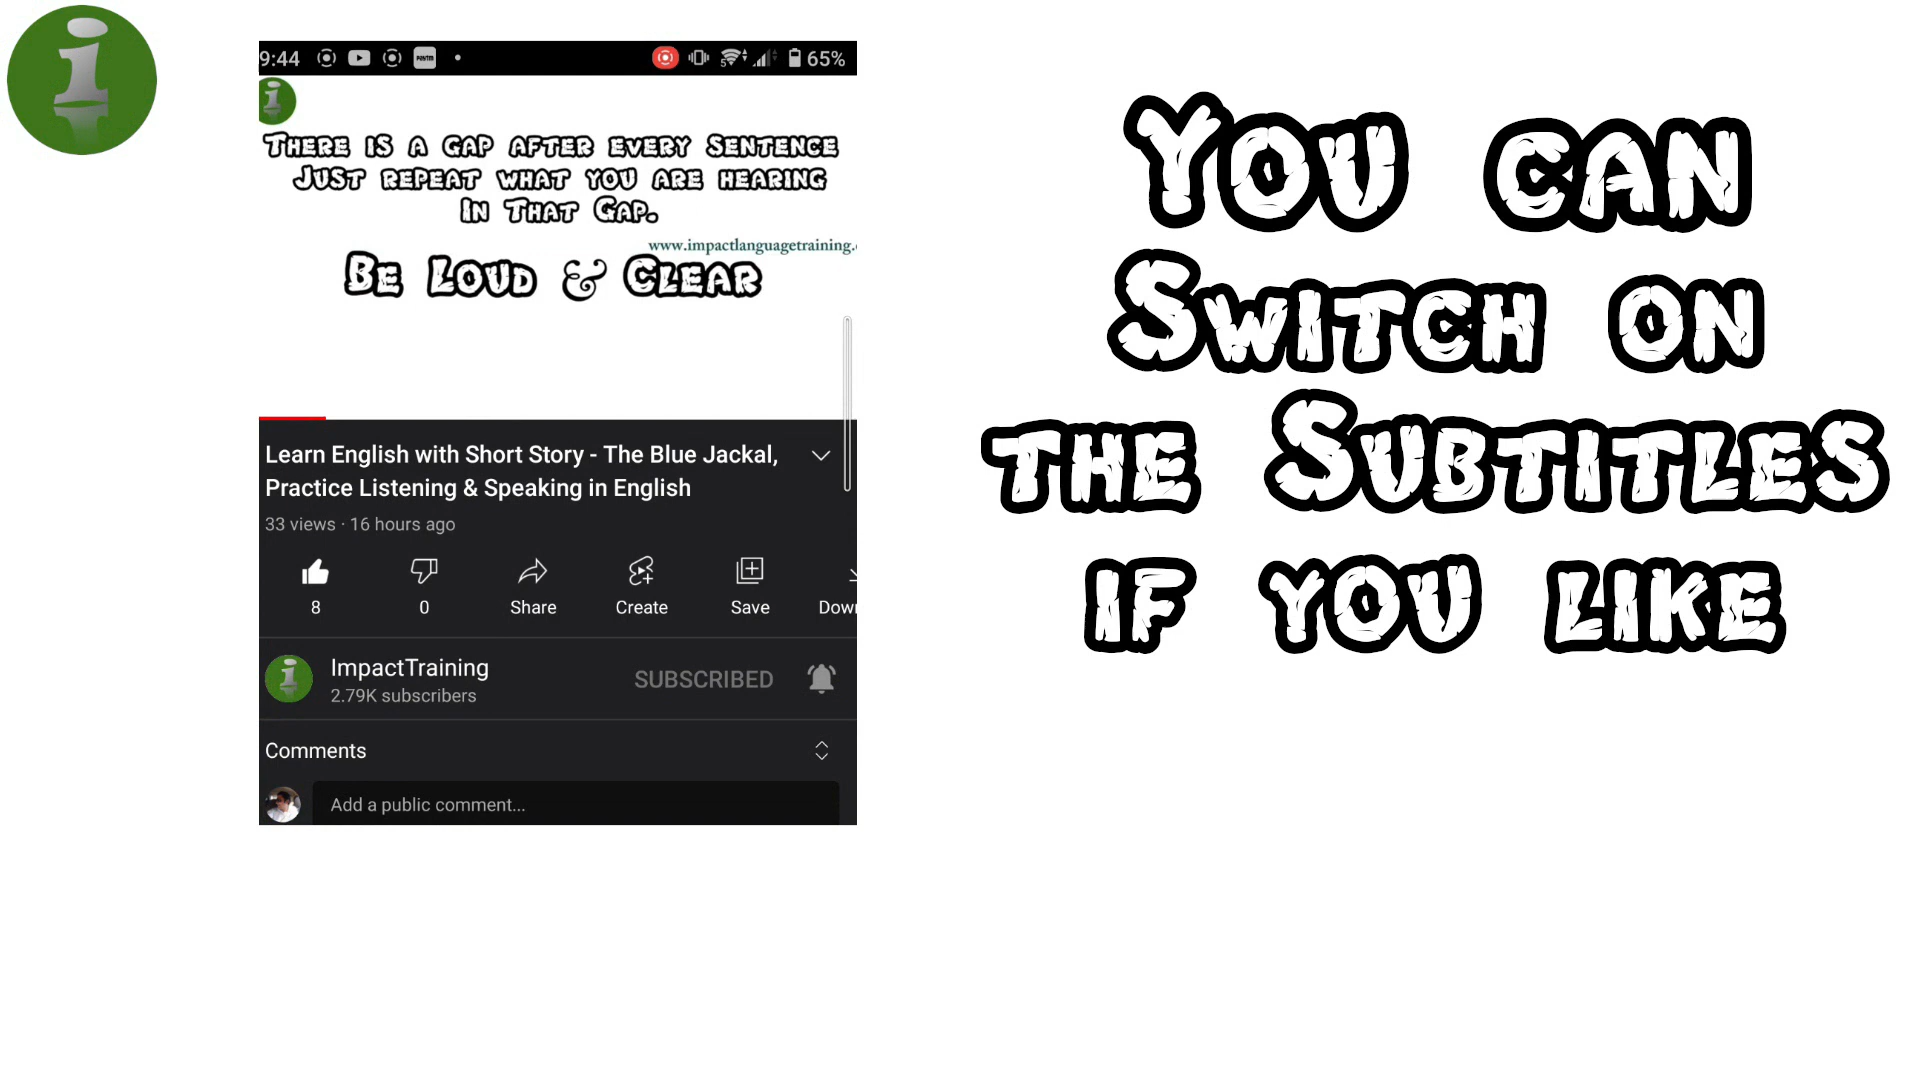 9:44
65%
There is a gap after every Sentence
Just repeat what you are hearing
In That Gap.
www.impactlanguagetraining.
Be Loud & Clear
Learn English with Short Story - The Blue Jackal,
Practice Listening & Speaking in English
33 views · 16 hours ago
8
0
Share
Create
Save
Down
ImpactTraining
2.79K subscribers
SUBSCRIBED
Comments
Add a public comment...
You can
Switch on
the Subtitles
if you like